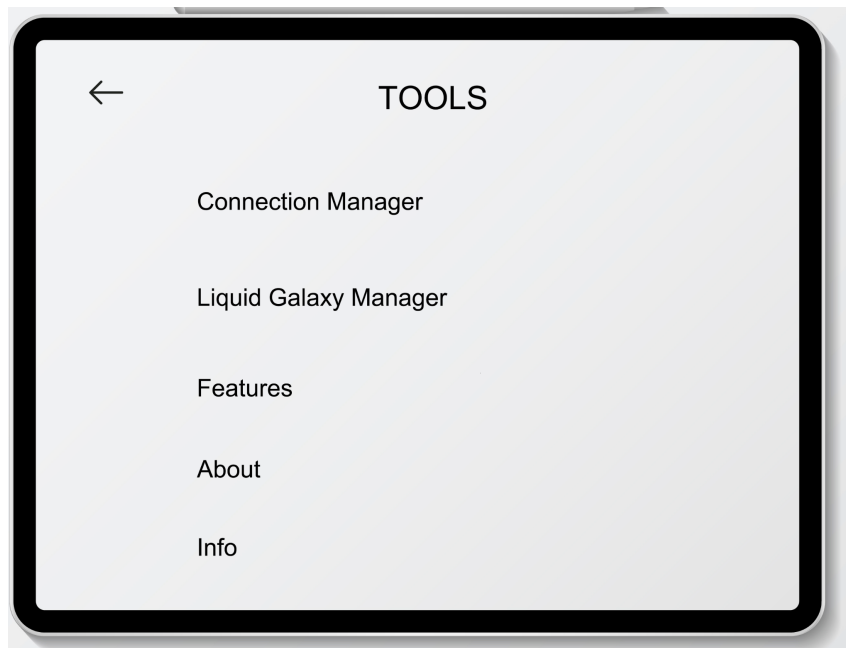 TOOLS
Connection Manager
Liquid Galaxy Manager
Features
About
Info